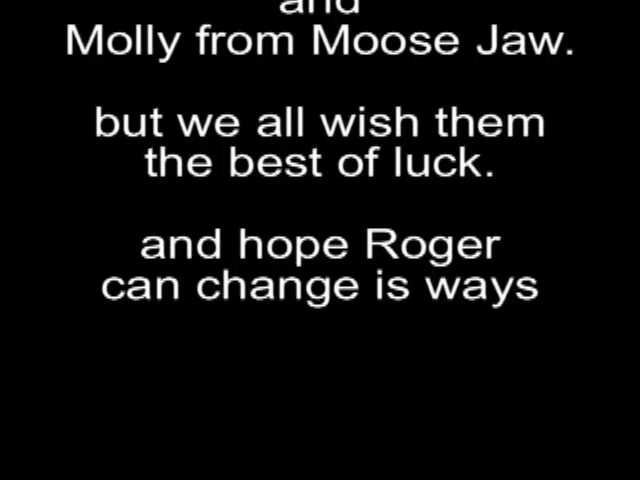 and
Molly from Moose Jaw.
but we all wish them
the best of luck.
and hope Roger
can change is ways